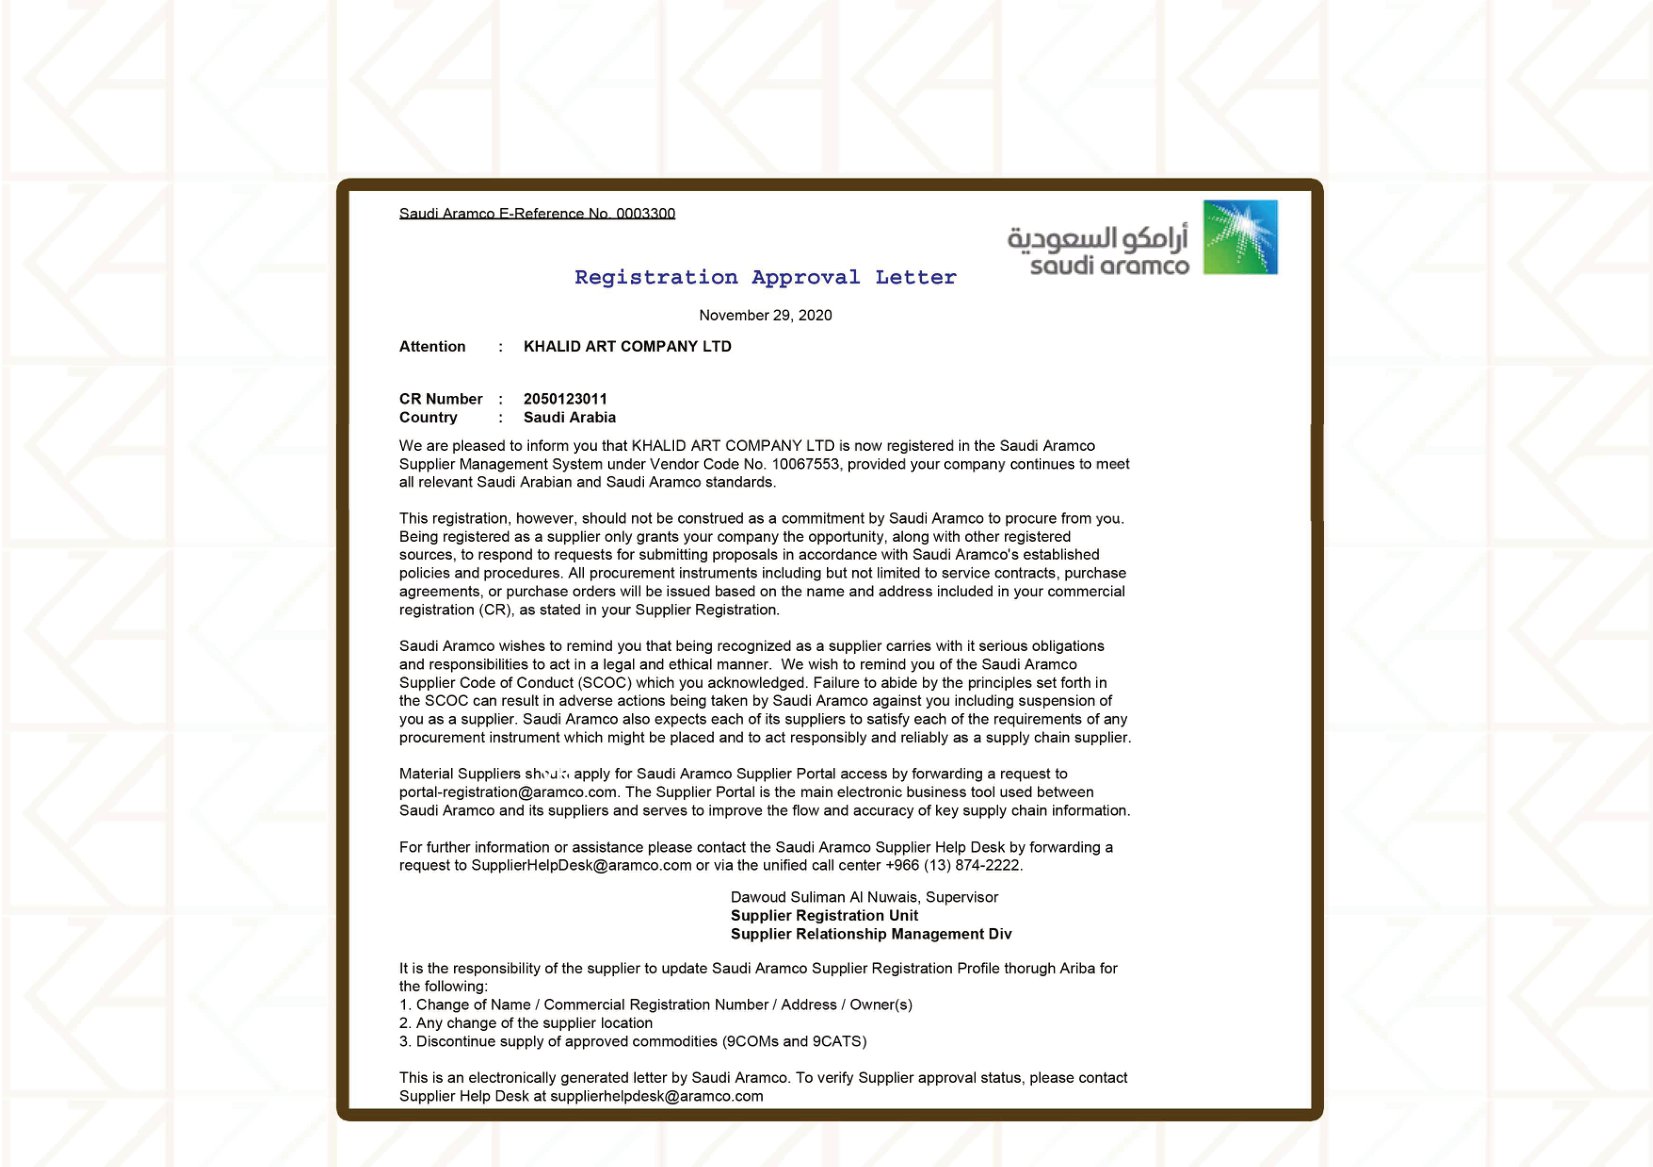 Saudi Aramco E-Reference No. 0003300
أرامكو السعودية
saudi aramco
Registration Approval Letter
November 29, 2020
Attention : KHALID ART COMPANY LTD
CR Number : 2050123011
Country : Saudi Arabia
We are pleased to inform you that KHALID ART COMPANY LTD is now registered in the Saudi Aramco
Supplier Management System under Vendor Code No. 10067553, provided your company continues to meet
all relevant Saudi Arabian and Saudi Aramco standards.
This registration, however, should not be construed as a commitment by Saudi Aramco to procure from you.
Being registered as a supplier only grants your company the opportunity, along with other registered
sources, to respond to requests for submitting proposals in accordance with Saudi Aramco's established
policies and procedures. All procurement instruments including but not limited to service contracts, purchase
agreements, or purchase orders will be issued based on the name and address included in your commercial
registration (CR), as stated in your Supplier Registration.
Saudi Aramco wishes to remind you that being recognized as a supplier carries with it serious obligations
and responsibilities to act in a legal and ethical manner.  We wish to remind you of the Saudi Aramco
Supplier Code of Conduct (SCOC) which you acknowledged. Failure to abide by the principles set forth in
the SCOC can result in adverse actions being taken by Saudi Aramco against you including suspension of
you as a supplier. Saudi Aramco also expects each of its suppliers to satisfy each of the requirements of any
procurement instrument which might be placed and to act responsibly and reliably as a supply chain supplier.
Material Suppliers should apply for Saudi Aramco Supplier Portal access by forwarding a request to
portal-registration@aramco.com. The Supplier Portal is the main electronic business tool used between
Saudi Aramco and its suppliers and serves to improve the flow and accuracy of key supply chain information.
For further information or assistance please contact the Saudi Aramco Supplier Help Desk by forwarding a
request to SupplierHelpDesk@aramco.com or via the unified call center +966 (13) 874-2222.
Dawoud Suliman Al Nuwais, Supervisor
Supplier Registration Unit
Supplier Relationship Management Div
It is the responsibility of the supplier to update Saudi Aramco Supplier Registration Profile thorugh Ariba for
the following:
1. Change of Name / Commercial Registration Number / Address / Owner(s)
2. Any change of the supplier location
3. Discontinue supply of approved commodities (9COMs and 9CATS)
This is an electronically generated letter by Saudi Aramco. To verify Supplier approval status, please contact
Supplier Help Desk at supplierhelpdesk@aramco.com